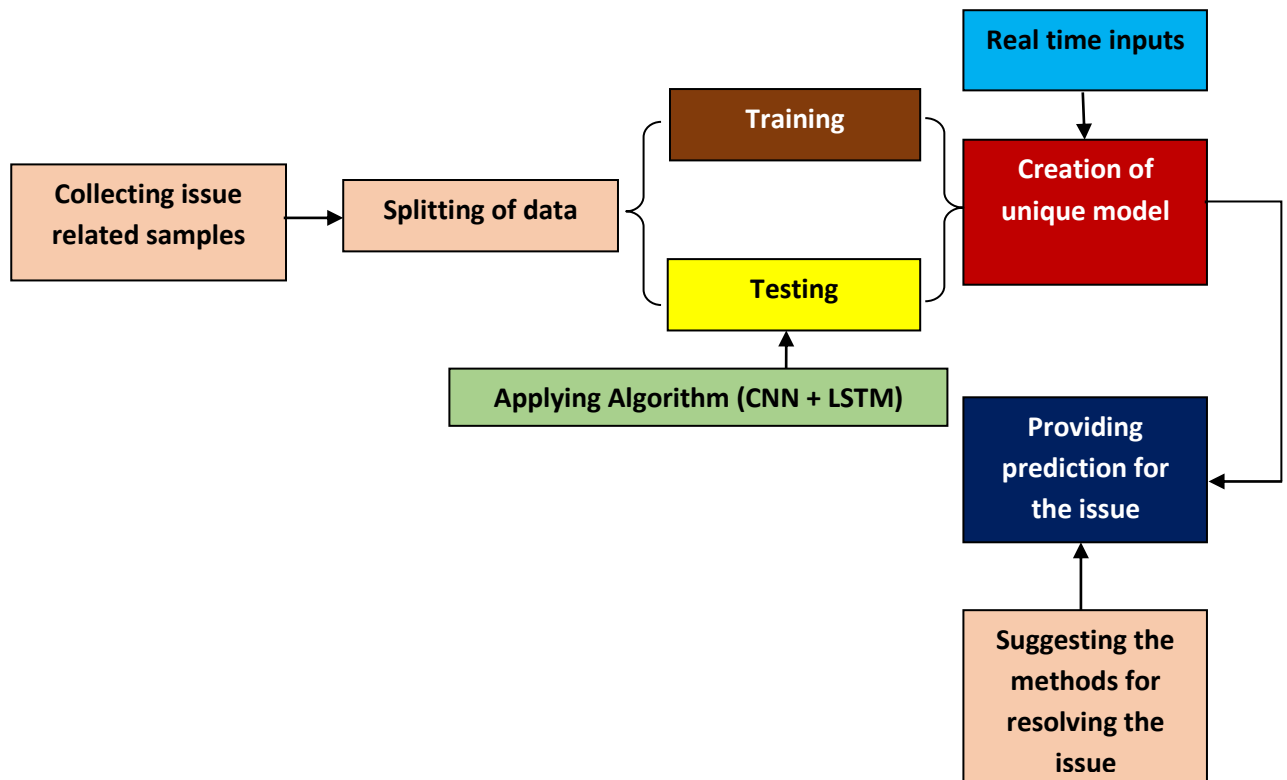 Real time inputs
Training
Collecting issue
related samples
Splitting of data
Creation of
unique model
Testing
Applying Algorithm (CNN + LSTM)
Providing
prediction for
the issue
Suggesting the
methods for
resolving the
issue